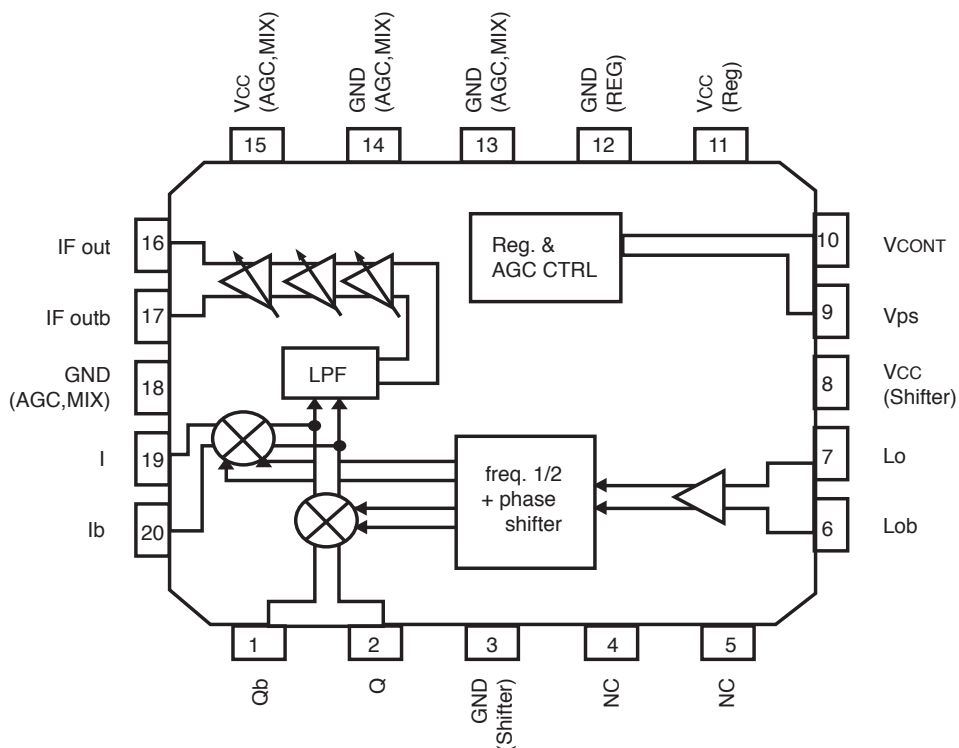 VCC
(AGC,MIX)
GND
(AGC,MIX)
GND
(AGC,MIX)
GND
(REG)
VCC
(Reg)
15
14
13
12
11
IF out
16
IF outb
17
GND
(AGC,MIX)
18
I
19
Ib
20
Reg. &
AGC CTRL
LPF
freq. 1/2
+ phase
shifter
10
VCONT
9
Vps
8
VCC
(Shifter)
7
Lo
6
Lob
1
2
3
4
5
Qb
Q
GND
(Shifter)
NC
NC